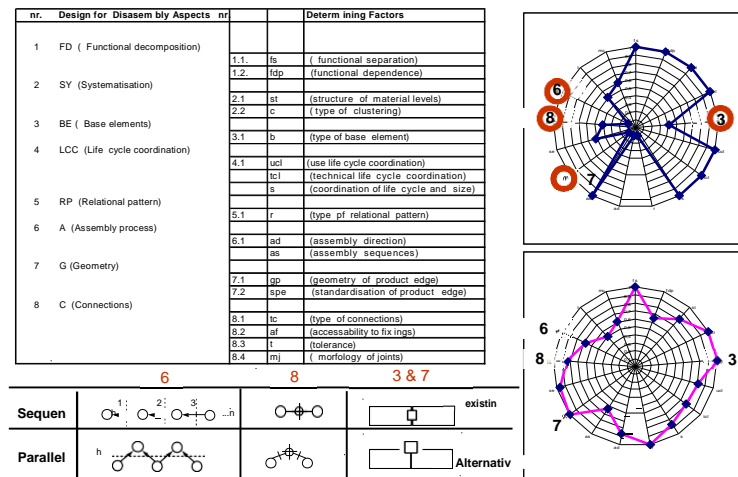 nr. Design for Disasem bly Aspects nr. Determ ining Factors
1 FD ( Functional decomposition)
1.1. fs ( functional separation)
1.2. fdp (functional dependence)
2 SY (Systematisation)
2.1 st (structure of material levels)
2.2 c ( type of clustering)
3 BE ( Base elements)
3.1 b (type of base element)
4 LCC (Life cycle coordination)
4.1 ucl (use life cycle coordination)
tcl (technical life cycle coordination)
s (coordination of life cycle and size)
5 RP (Relational pattern)
5.1 r (type pf relational pattern)
6 A (Assembly process)
6.1 ad (assembly direction)
as (assembly sequences)
7 G (Geometry)
7.1 gp (geometry of product edge)
7.2 spe (standardisation of product edge)
8 C (Connections)
8.1 tc (type of connections)
8.2 af (accessability to fix ings)
8.3 t (tolerance)
8.4 mj ( morfology of joints)
6 8 3 & 7
Sequen 1 2 3 ...n existin
Parallel h Alternativ
6
8
3
7
fs
fdp
6
8
3
7